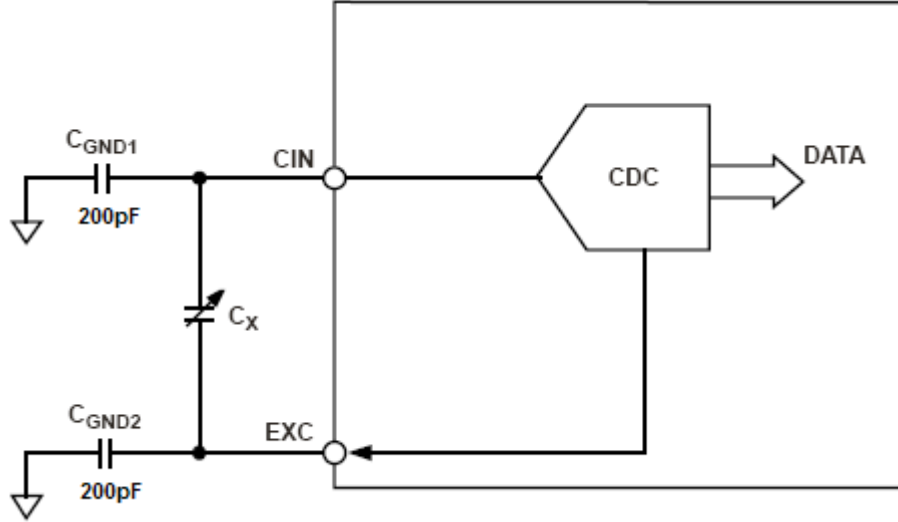 CGND1
200pF
CIN
CDC
DATA
CX
CGND2
200pF
EXC